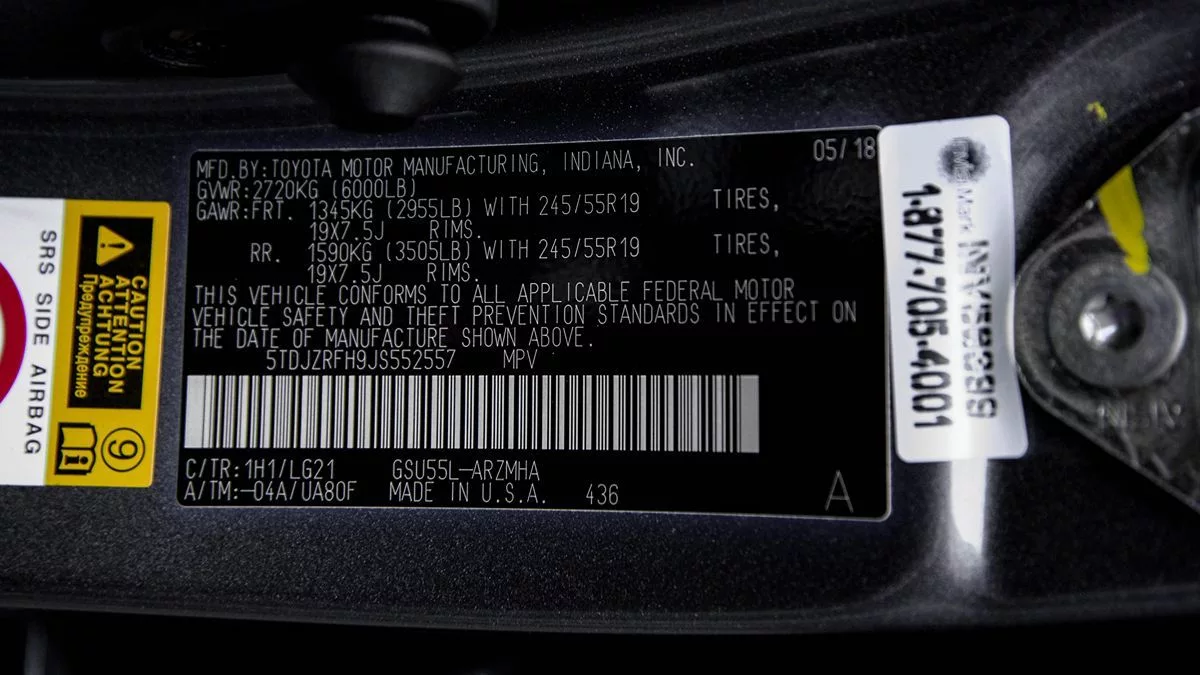 MFD.BY:TOYOTA MOTOR MANUFACTURING, INDIANA, INC. 05/18
GVWR:2720KG (6000LB)
GAWR:FRT. 1345KG (2955LB) WITH 245/55R19 TIRES,
19X7.5J RIMS.
RR. 1590KG (3505LB) WITH 245/55R19 TIRES,
19X7.5J RIMS.
THIS VEHICLE CONFORMS TO ALL APPLICABLE FEDERAL MOTOR
VEHICLE SAFETY AND THEFT PREVENTION STANDARDS IN EFFECT ON
THE DATE OF MANUFACTURE SHOWN ABOVE.
5TDJZRFH9JS552557 MPV
C/TR:1H1/LG21 GSU55L-ARZMHA
A/TM:-04A/UA80F MADE IN U.S.A. 436
A
CAUTION
ATTENTION
ACHTUNG
Предупреждение
9
SRS SIDE AIRBAG
1.877.705.4001